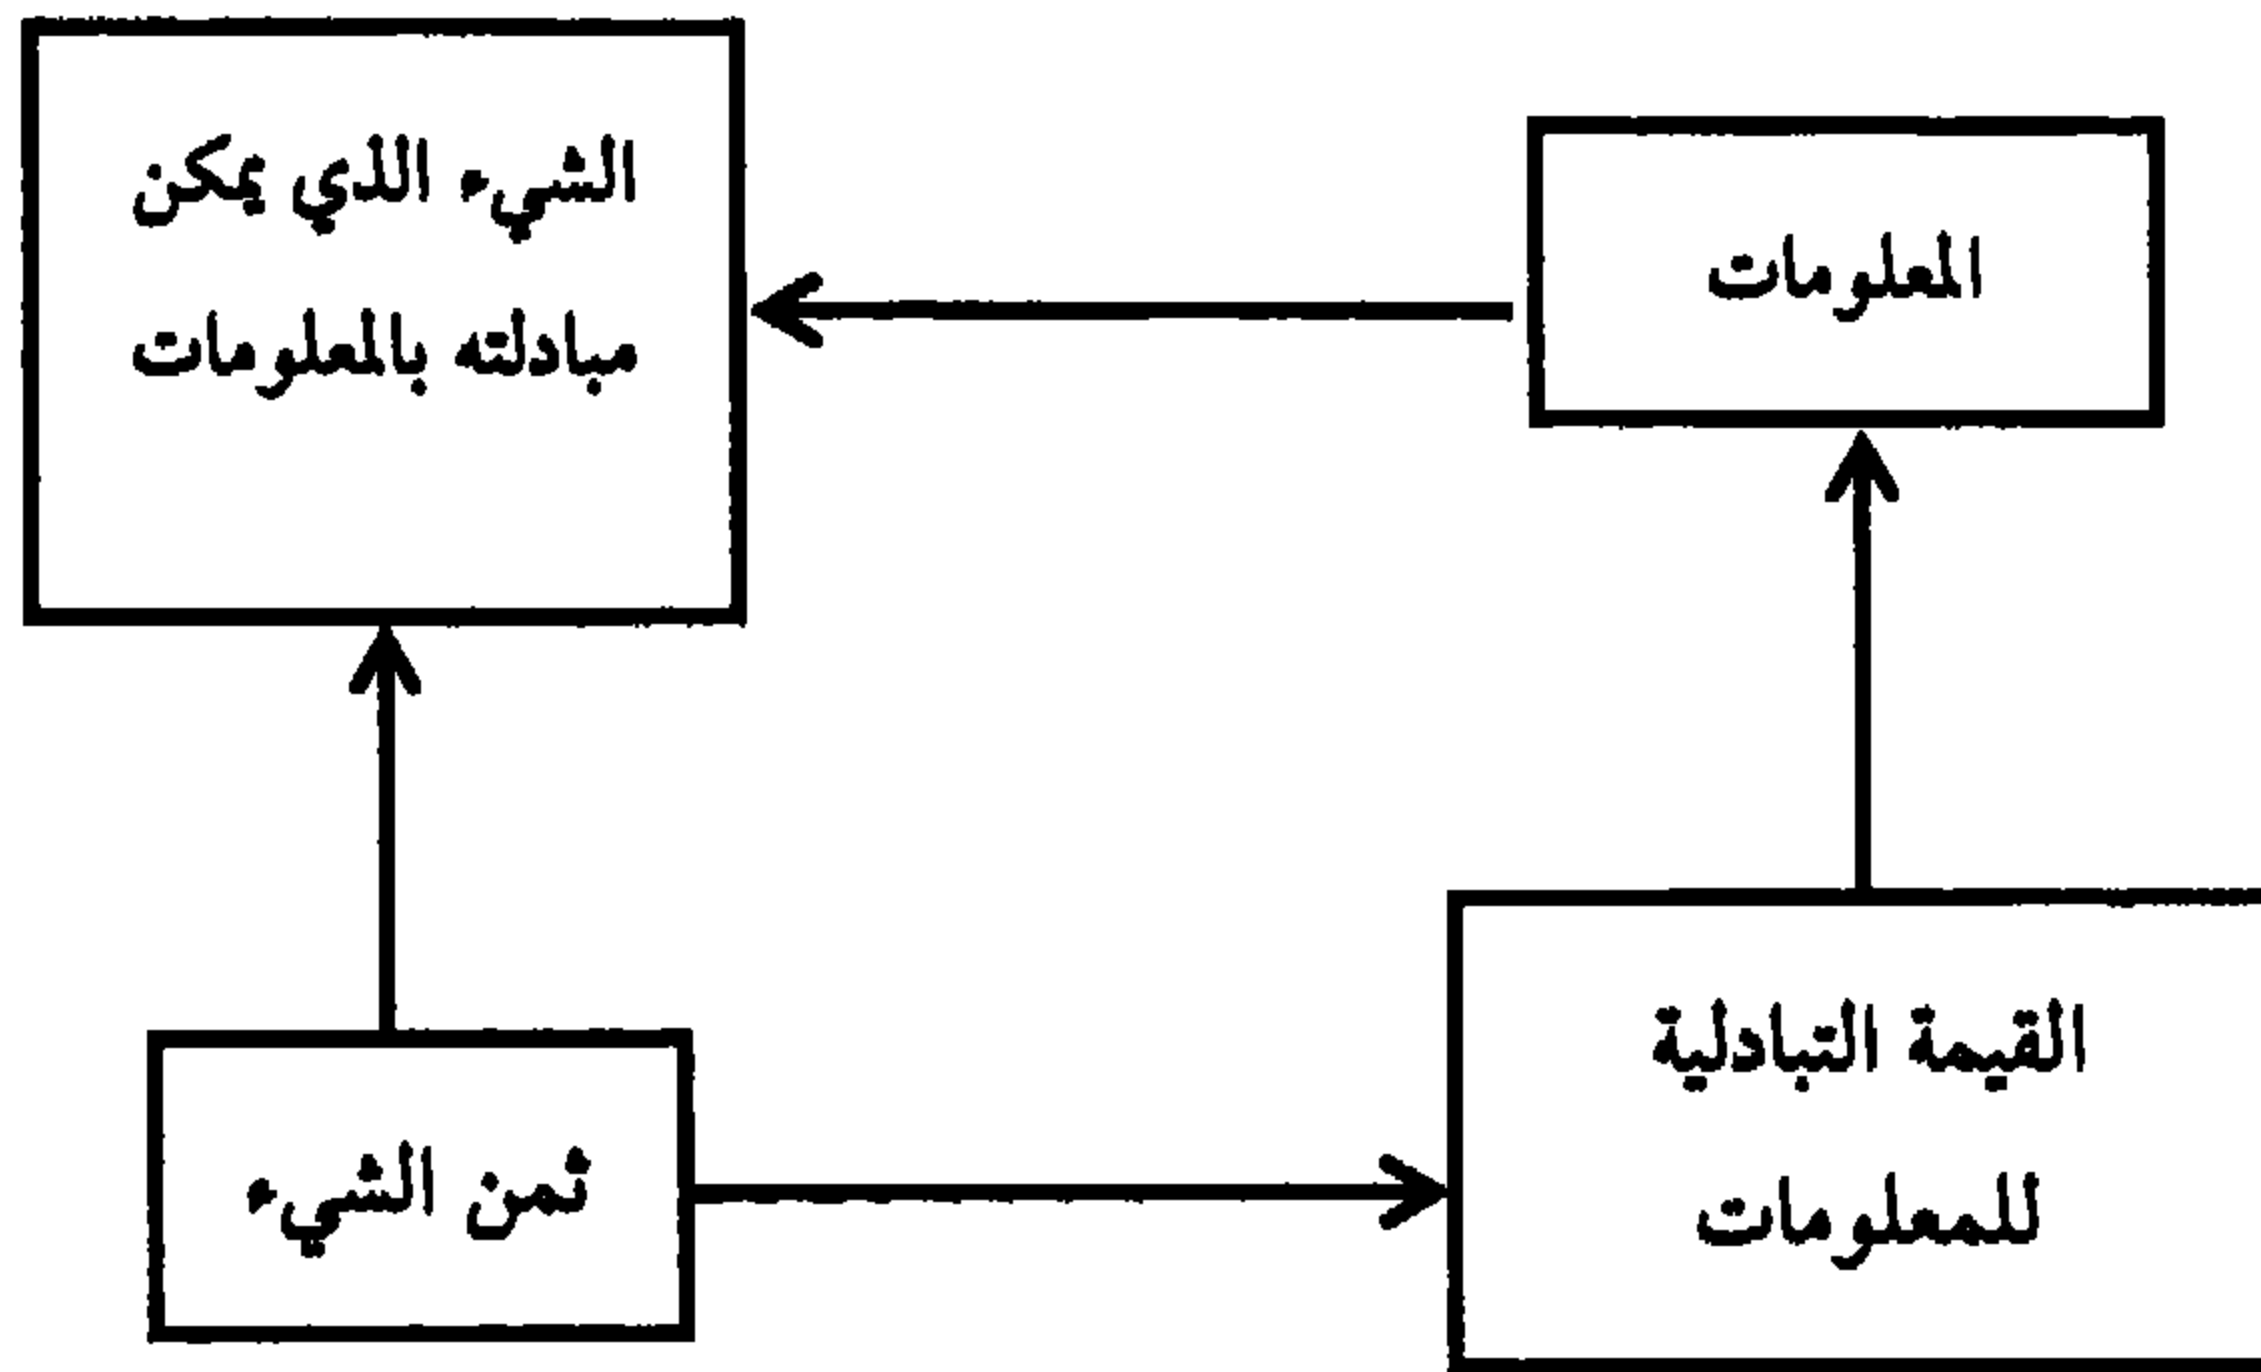 المعلومات
الشيء الذي يمكن
مبادلته بالمعلومات
القيمة التبادلية
للمعلومات
ثمن الشيء